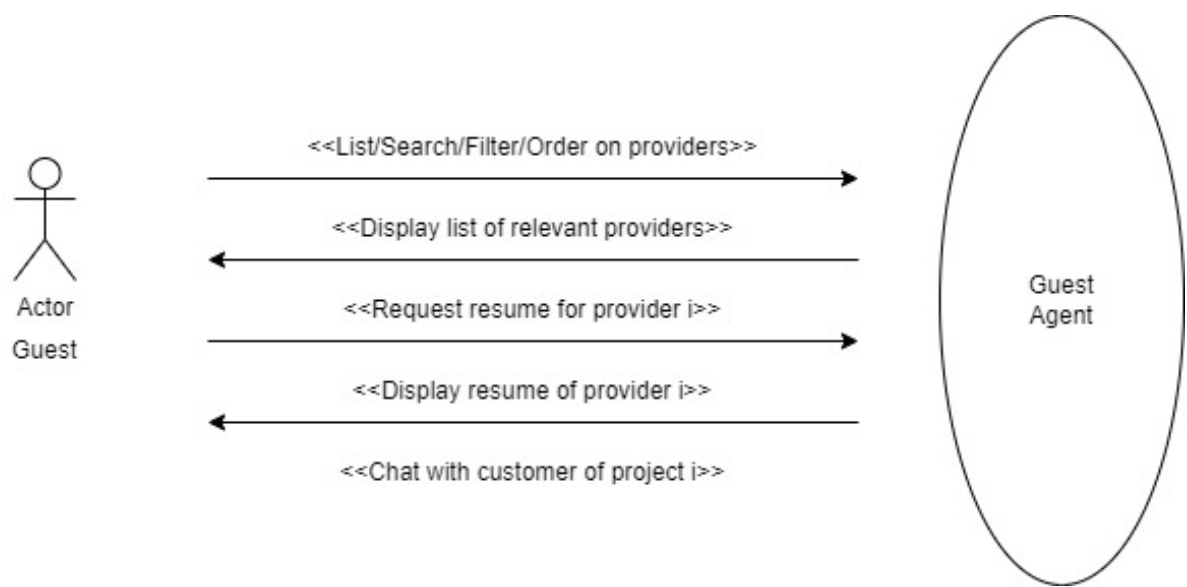 <<List/Search/Filter/Order on providers>>
<<Display list of relevant providers>>
<<Request resume for provider i>>
<<Display resume of provider i>>
<<Chat with customer of project i>>
Actor
Guest
Guest
Agent